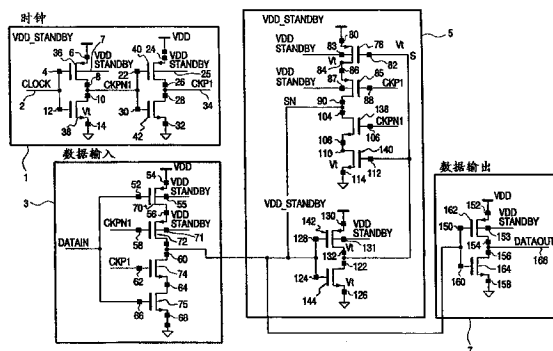 时钟
VDD_STANDBY
VDD
VDD
36
6
7
40
24
VDD
STANDBY
VDD
STANDBY
4
8
22
25
CLOCK
10
CKPN1
26
CKP1
2
28
34
12
30
38
Vt
14
42
32
1
数据输入
3
54
VDD
52
VDD
STANDBY
70
55
56
VDD
STANDBY
CKPN1
58
71
72
DATAIN
60
CKP1
62
74
64
75
66
68
5
VDD_STANDBY
80
VDD
STANDBY
83
78
Vt
82
S
84
Vt
86
VDD
STANDBY
87
85
CKP1
88
SN
90
104
138
CKPN1
106
108
110
140
Vt
112
114
130
VDD
STANDBY
142
128
131
132
Vt
122
124
Vt
144
126
数据输出
152
VDD
162
VDD
STANDBY
150
153
154
DATAOUT
156
166
164
160
158
7